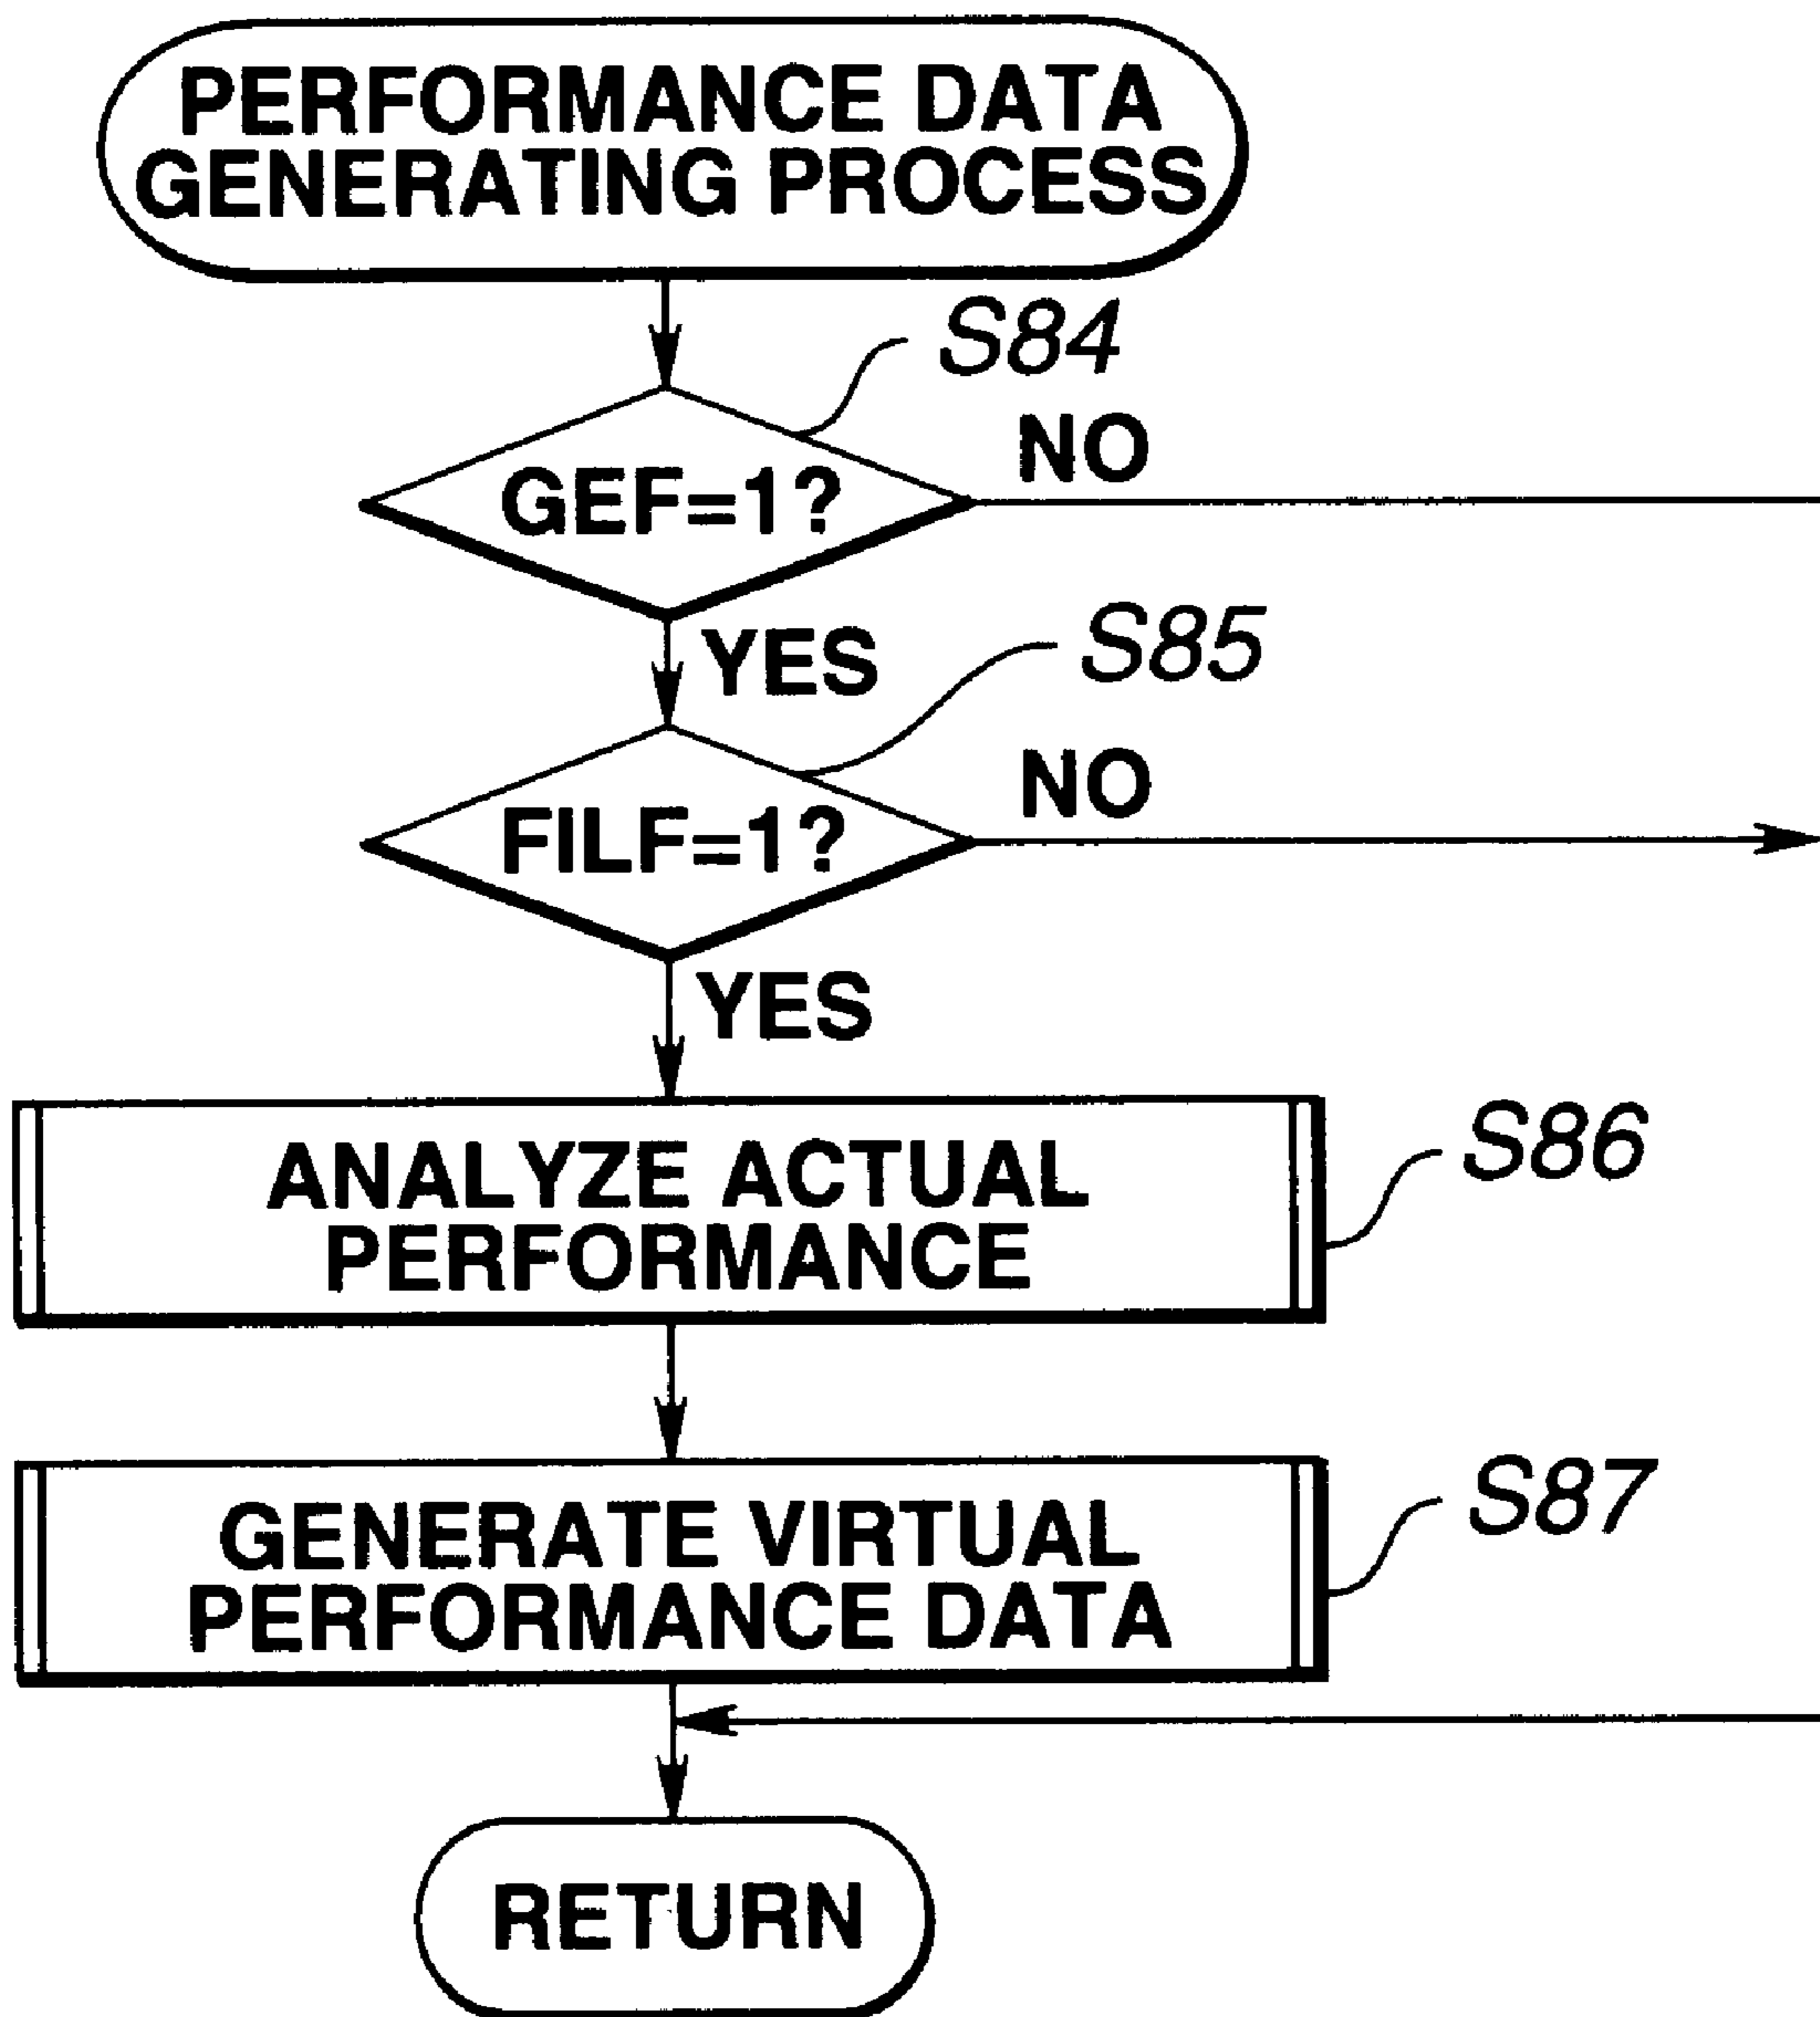 PERFORMANCE DATA
GENERATING PROCESS
S84
GEF=1?
NO
YES
S85
FILF=1?
NO
YES
ANALYZE ACTUAL
PERFORMANCE
S86
GENERATE VIRTUAL
PERFORMANCE DATA
S87
RETURN